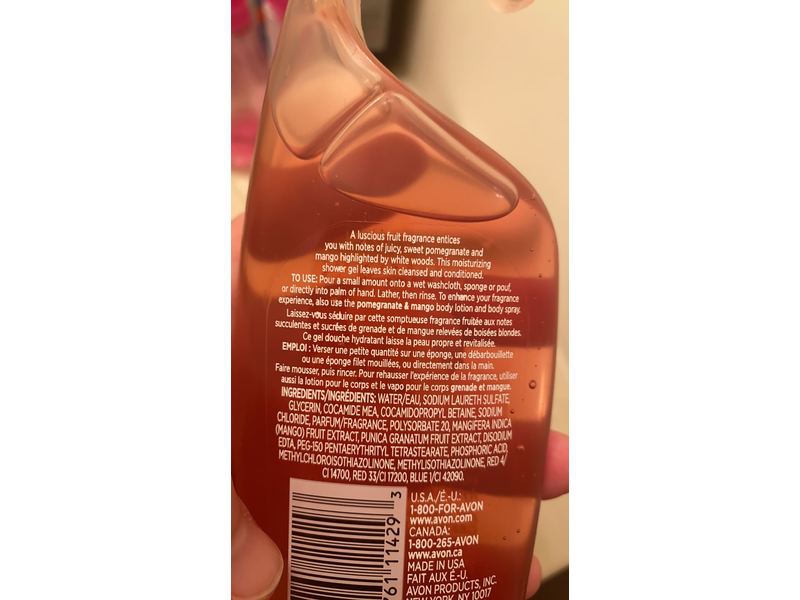 A luscious fruit fragrance entices
you with notes of juicy, sweet pomegranate and
mango highlighted by white woods. This moisturizing
shower gel leaves skin cleansed and conditioned.
TO USE: Pour a small amount onto a wet washcloth, sponge or pouf,
or directly into palm of hand. Lather, then rinse. To enhance your fragrance
experience, also use the pomegranate & mango body lotion and body spray.
Laissez-vous séduire par cette somptueuse fragrance fruitée aux notes
succulentes et sucrées de grenade et de mangue relevées de boisées blondes.
Ce gel douche hydratant laisse la peau propre et revitalisée.
EMPLOI : Verser une petite quantité sur une éponge, une débarbouillette
ou une éponge filet mouillées, ou directement dans la main.
Faire mousser, puis rincer. Pour rehausser l'expérience de la fragrance, utiliser
aussi la lotion pour le corps et le vapo pour le corps grenade et mangue.
INGREDIENTS/INGRÉDIENTS: WATER/EAU, SODIUM LAURETH SULFATE,
GLYCERIN, COCAMIDE MEA, COCAMIDOPROPYL BETAINE, SODIUM
CHLORIDE, PARFUM/FRAGRANCE, POLYSORBATE 20, MANGIFERA INDICA
(MANGO) FRUIT EXTRACT, PUNICA GRANATUM FRUIT EXTRACT, DISODIUM
EDTA, PEG-150 PENTAERYTHRITYL TETRASTEARATE, PHOSPHORIC ACID,
METHYLCHLOROISOTHIAZOLINONE, METHYLISOTHIAZOLINONE, RED 4/
CI 14700, RED 33/CI 17200, BLUE 1/CI 42090.
761 11429 3
U.S.A./É.-U.:
1-800-FOR-AVON
www.avon.com
CANADA:
1-800-265-AVON
www.avon.ca
MADE IN USA
FAIT AUX É.-U.
AVON PRODUCTS, INC.
NEW YORK, NY 10017